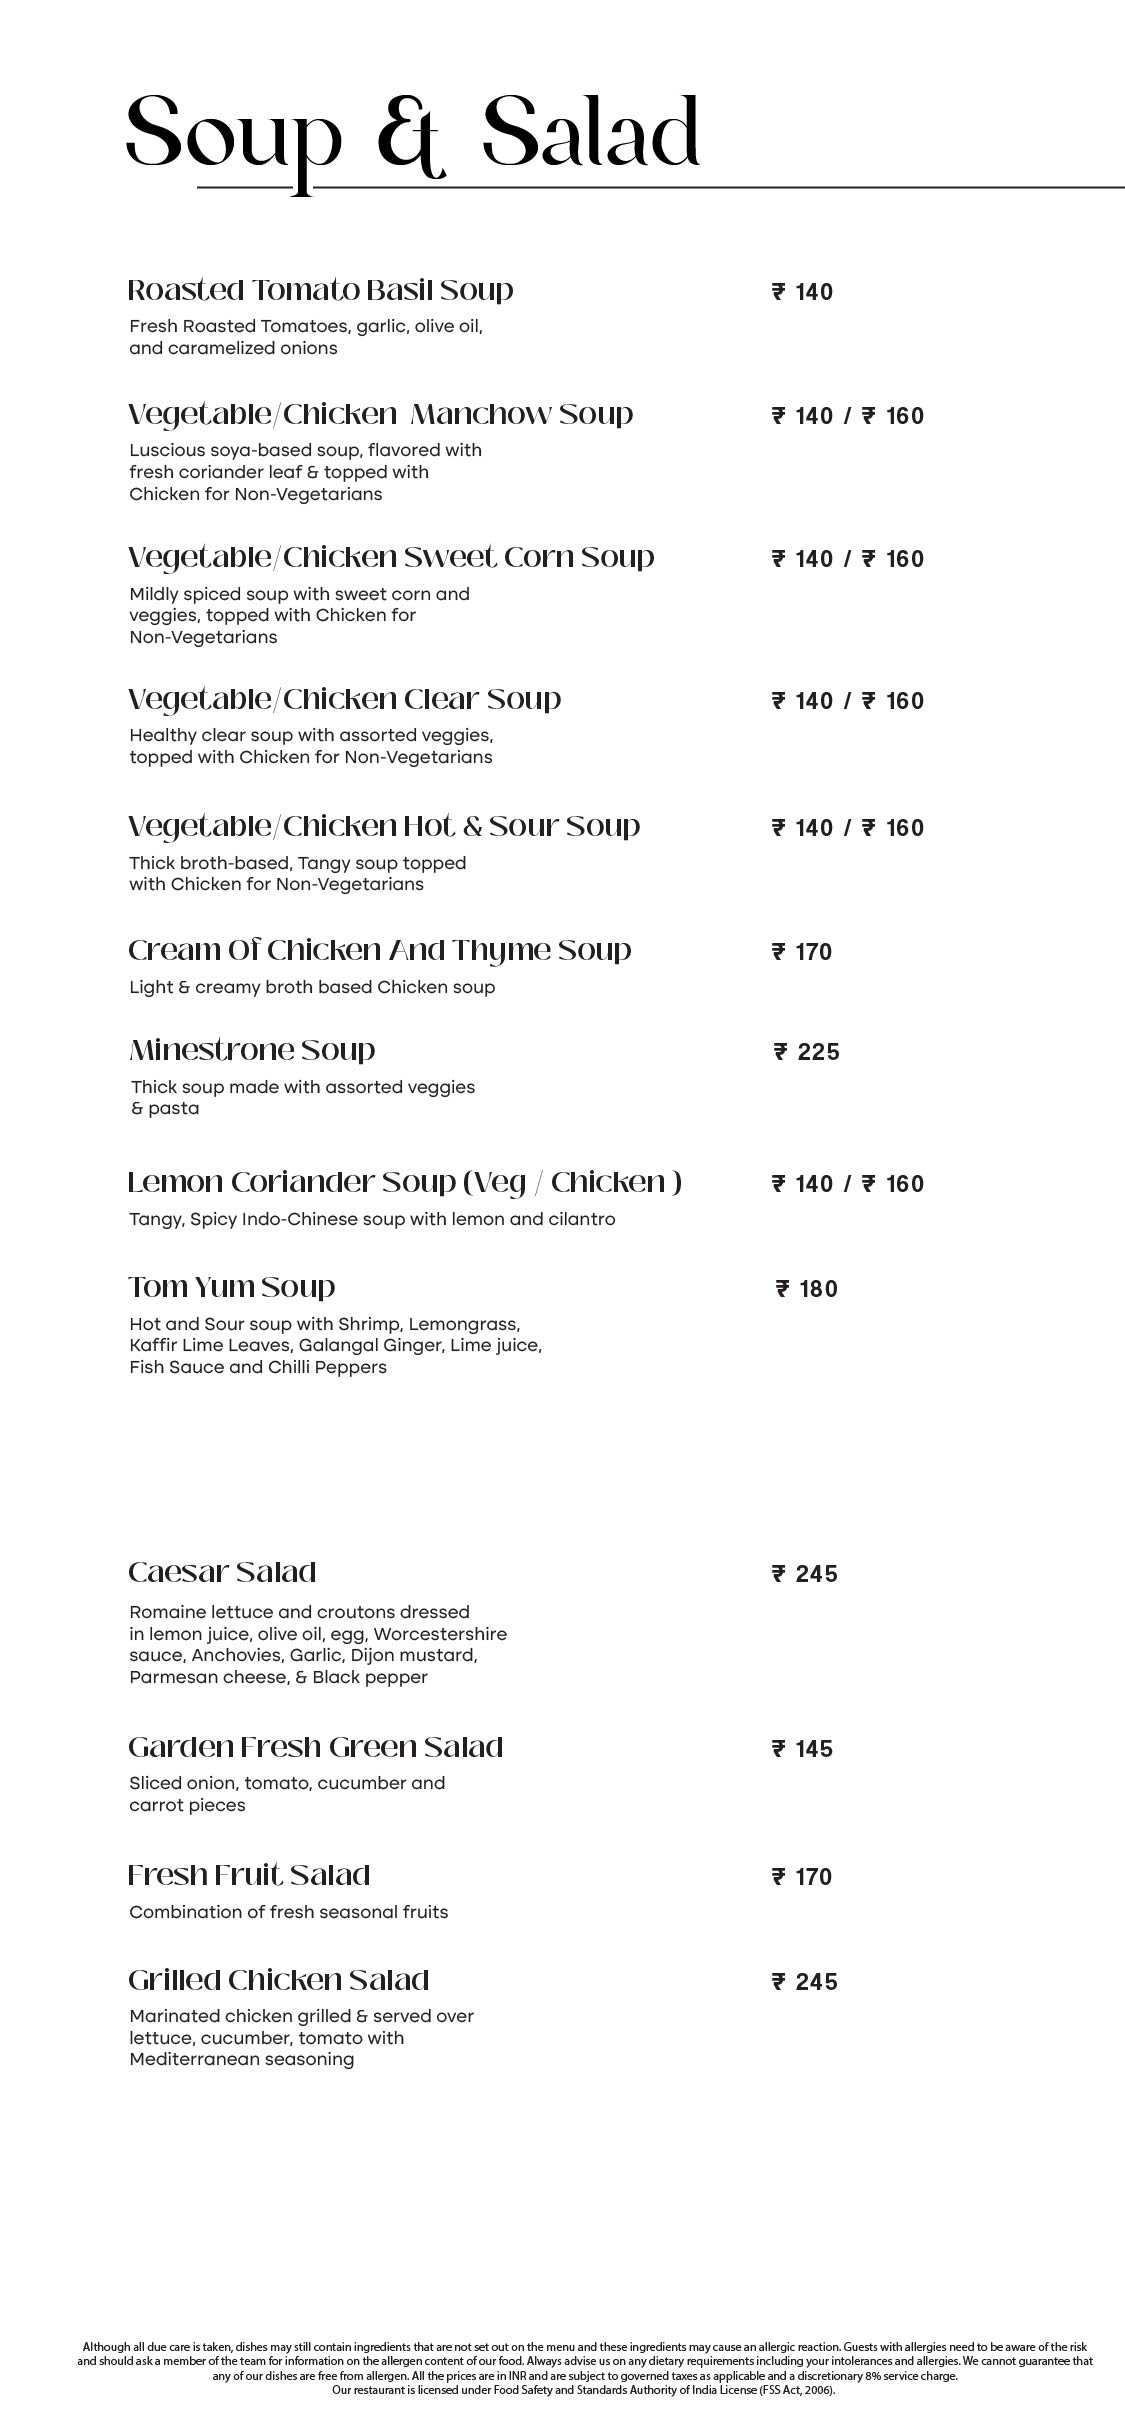 Soup & Salad
Roasted Tomato Basil Soup ₹ 140
Fresh Roasted Tomatoes, garlic, olive oil,
and caramelized onions
Vegetable/Chicken Manchow Soup ₹ 140 / ₹ 160
Luscious soya-based soup, flavored with
fresh coriander leaf & topped with
Chicken for Non-Vegetarians
Vegetable/Chicken Sweet Corn Soup ₹ 140 / ₹ 160
Mildly spiced soup with sweet corn and
veggies, topped with Chicken for
Non-Vegetarians
Vegetable/Chicken Clear Soup ₹ 140 / ₹ 160
Healthy clear soup with assorted veggies,
topped with Chicken for Non-Vegetarians
Vegetable/Chicken Hot & Sour Soup ₹ 140 / ₹ 160
Thick broth-based, Tangy soup topped
with Chicken for Non-Vegetarians
Cream Of Chicken And Thyme Soup ₹ 170
Light & creamy broth based Chicken soup
Minestrone Soup ₹ 225
Thick soup made with assorted veggies
& pasta
Lemon Coriander Soup (Veg / Chicken ) ₹ 140 / ₹ 160
Tangy, Spicy Indo-Chinese soup with lemon and cilantro
Tom Yum Soup ₹ 180
Hot and Sour soup with Shrimp, Lemongrass,
Kaffir Lime Leaves, Galangal Ginger, Lime juice,
Fish Sauce and Chilli Peppers
Caesar Salad ₹ 245
Romaine lettuce and croutons dressed
in lemon juice, olive oil, egg, Worcestershire
sauce, Anchovies, Garlic, Dijon mustard,
Parmesan cheese, & Black pepper
Garden Fresh Green Salad ₹ 145
Sliced onion, tomato, cucumber and
carrot pieces
Fresh Fruit Salad ₹ 170
Combination of fresh seasonal fruits
Grilled Chicken Salad ₹ 245
Marinated chicken grilled & served over
lettuce, cucumber, tomato with
Mediterranean seasoning
Although all due care is taken, dishes may still contain ingredients that are not set out on the menu and these ingredients may cause an allergic reaction. Guests with allergies need to be aware of the risk
and should ask a member of the team for information on the allergen content of our food. Always advise us on any dietary requirements including your intolerances and allergies. We cannot guarantee that
any of our dishes are free from allergen. All the prices are in INR and are subject to governed taxes as applicable and a discretionary 8% service charge.
Our restaurant is licensed under Food Safety and Standards Authority of India License (FSS Act, 2006).